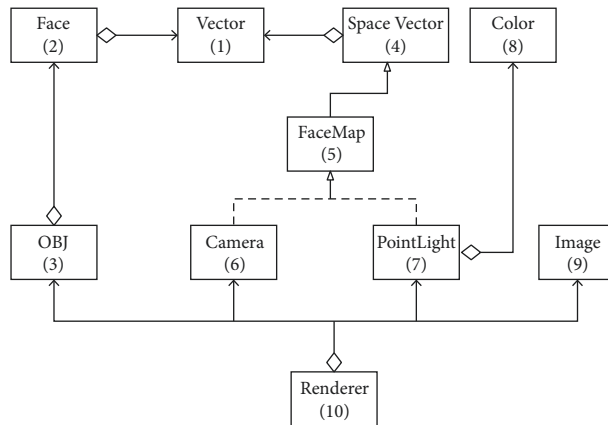 Face
(2)
Vector
(1)
Space Vector
(4)
Color
(8)
FaceMap
(5)
OBJ
(3)
Camera
(6)
PointLight
(7)
Image
(9)
Renderer
(10)